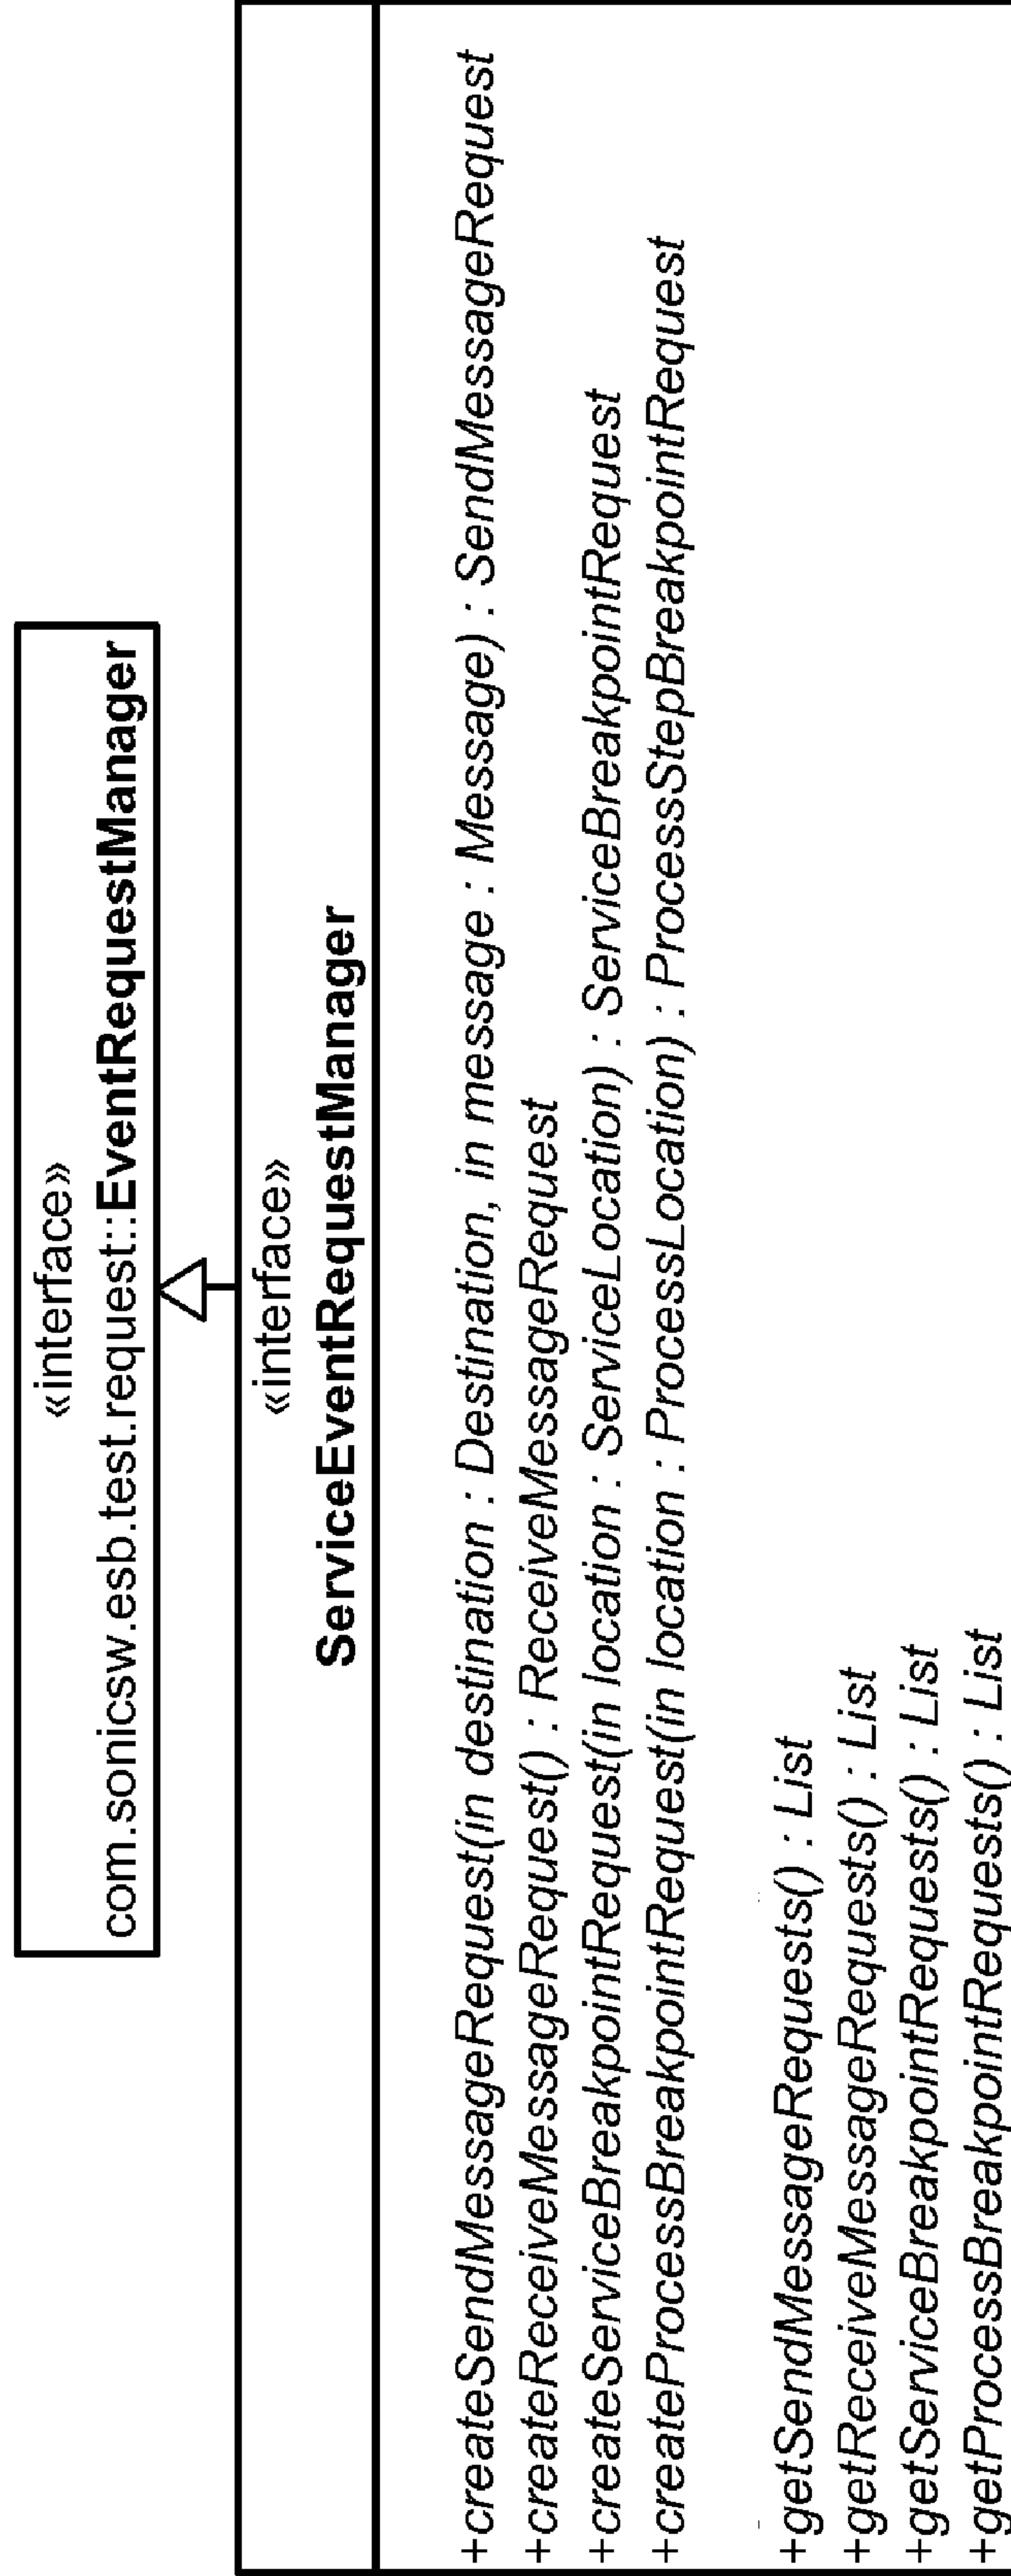 «interface»
com.sonicsw.esb.test.request::EventRequestManager
«interface»
ServiceEventRequestManager
+createSendMessageRequest(in destination : Destination, in message : Message) : SendMessageRequest
+createReceiveMessageRequest() : ReceiveMessageRequest
+createServiceBreakpointRequest(in location : ServiceLocation) : ServiceBreakpointRequest
+createProcessBreakpointRequest(in location : ProcessLocation) : ProcessStepBreakpointRequest
+getSendMessageRequests() : List
+getReceiveMessageRequests() : List
+getServiceBreakpointRequests() : List
+getProcessBreakpointRequests() : List